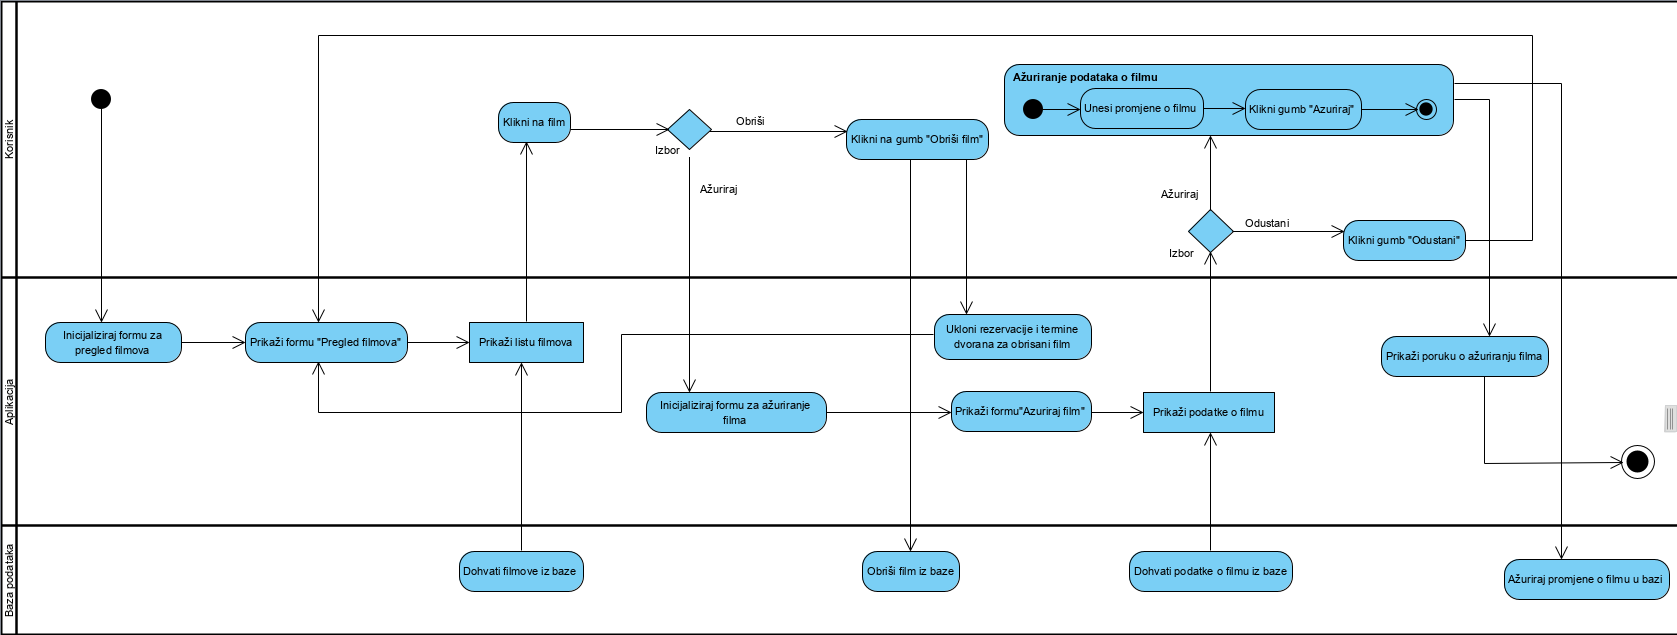 Korisnik
Ažuriranje podataka o filmu
Unesi promjene o filmu
Klikni gumb "Azuriraj"
Klikni na film
Izbor
Obriši
Ažuriraj
Klikni na gumb "Obriši film"
Ažuriraj
Izbor
Odustani
Klikni gumb "Odustani"
Aplikacija
Inicijaliziraj formu za
pregled filmova
Prikaži formu "Pregled filmova"
Prikaži listu filmova
Ukloni rezervacije i termine
dvorana za obrisani film
Prikaži poruku o ažuriranju filma
Inicijaliziraj formu za ažuriranje
filma
Prikaži formu"Azuriraj film"
Prikaži podatke o filmu
Baza podataka
Dohvati filmove iz baze
Obriši film iz baze
Dohvati podatke o filmu iz baze
Ažuriraj promjene o filmu u bazi